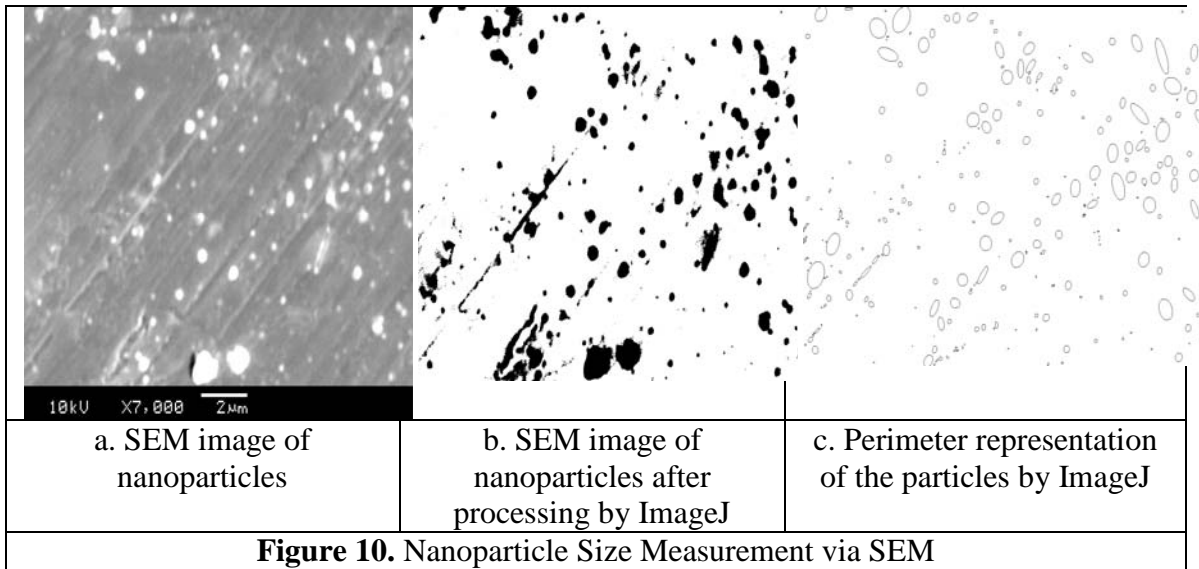 10kV X7,000 2μm
a. SEM image of
nanoparticles
b. SEM image of
nanoparticles after
processing by ImageJ
c. Perimeter representation
of the particles by ImageJ
Figure 10. Nanoparticle Size Measurement via SEM